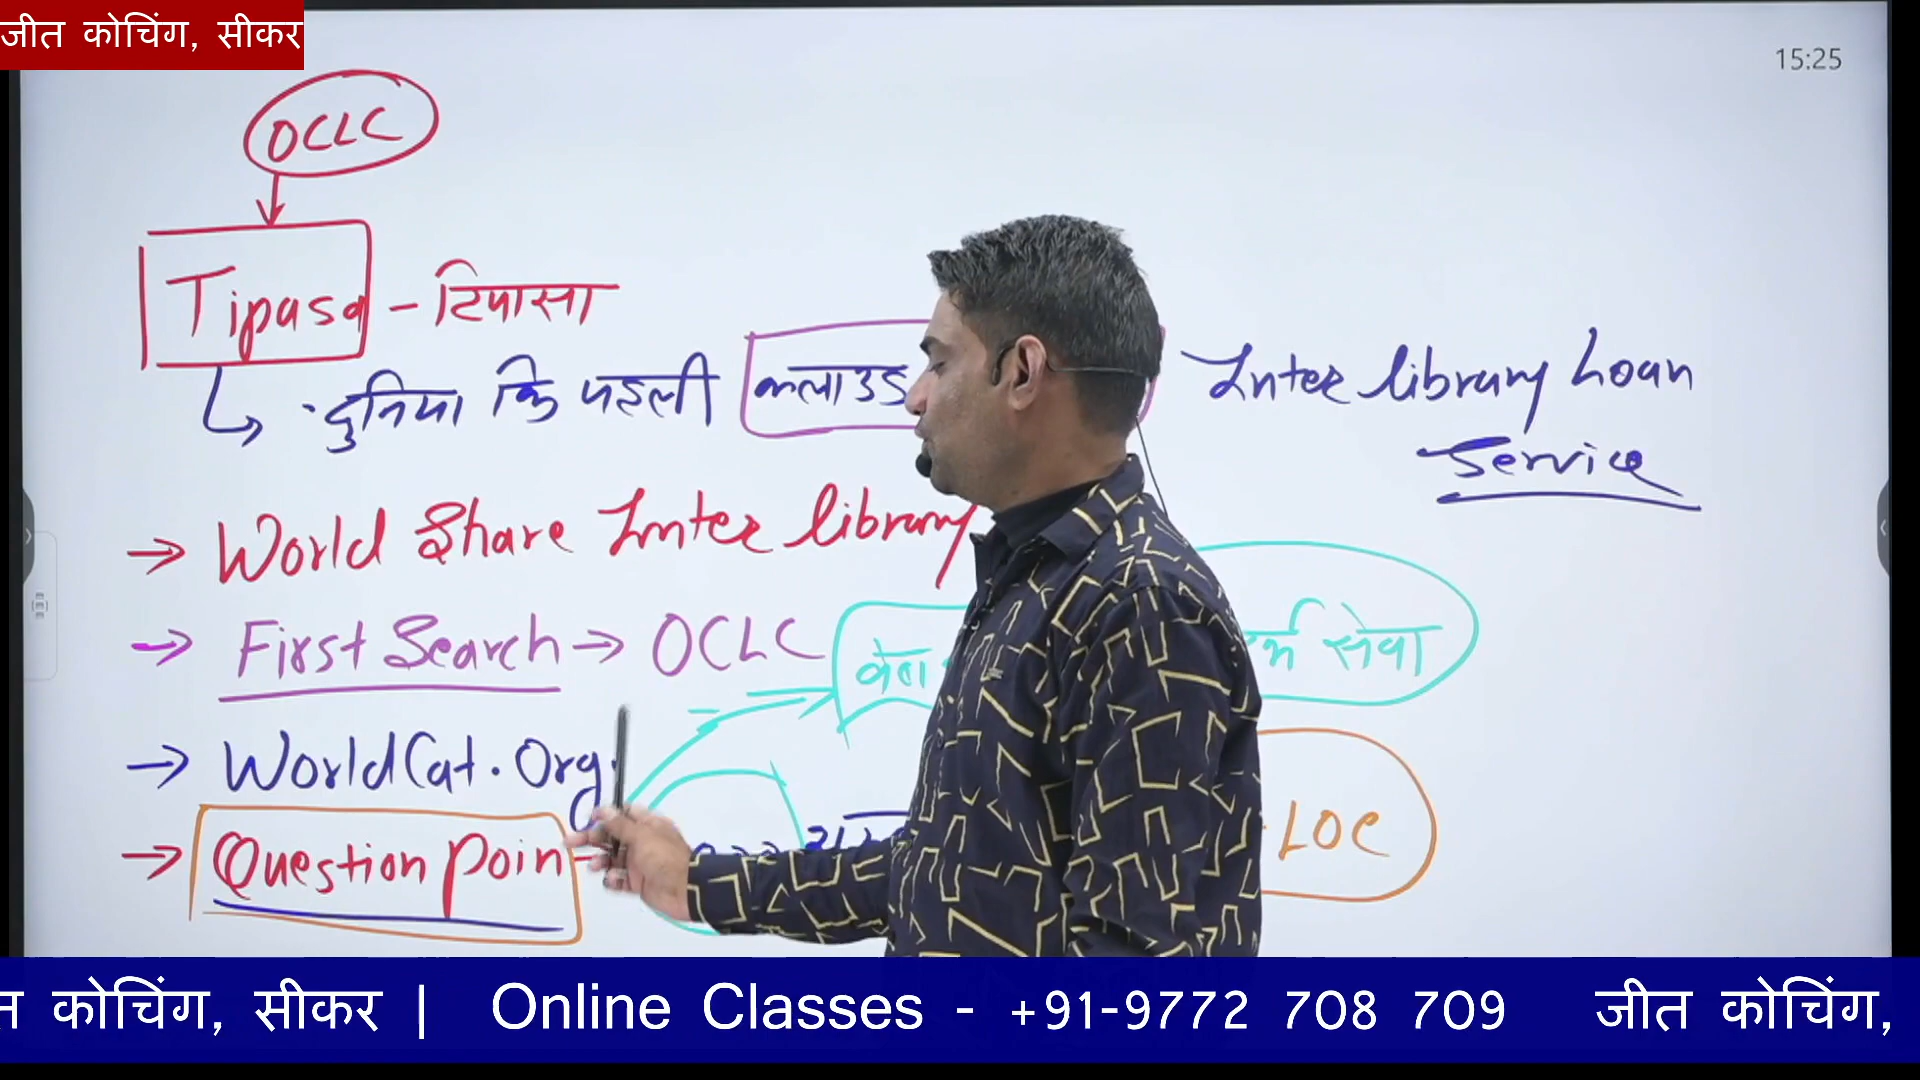 जीत कोचिंग, सीकर
15:25
OCLC
Tipasa - टिपासा
दुनिया कि पहली क्लाउड Inter library Loan
Service
→ World Share Inter library
→ First Search → OCLC
सेवा
→ WorldCat.Org.
→ Question Poin
LOC
कोचिंग, सीकर | Online Classes - +91-9772 708 709 जीत कोचिंग,